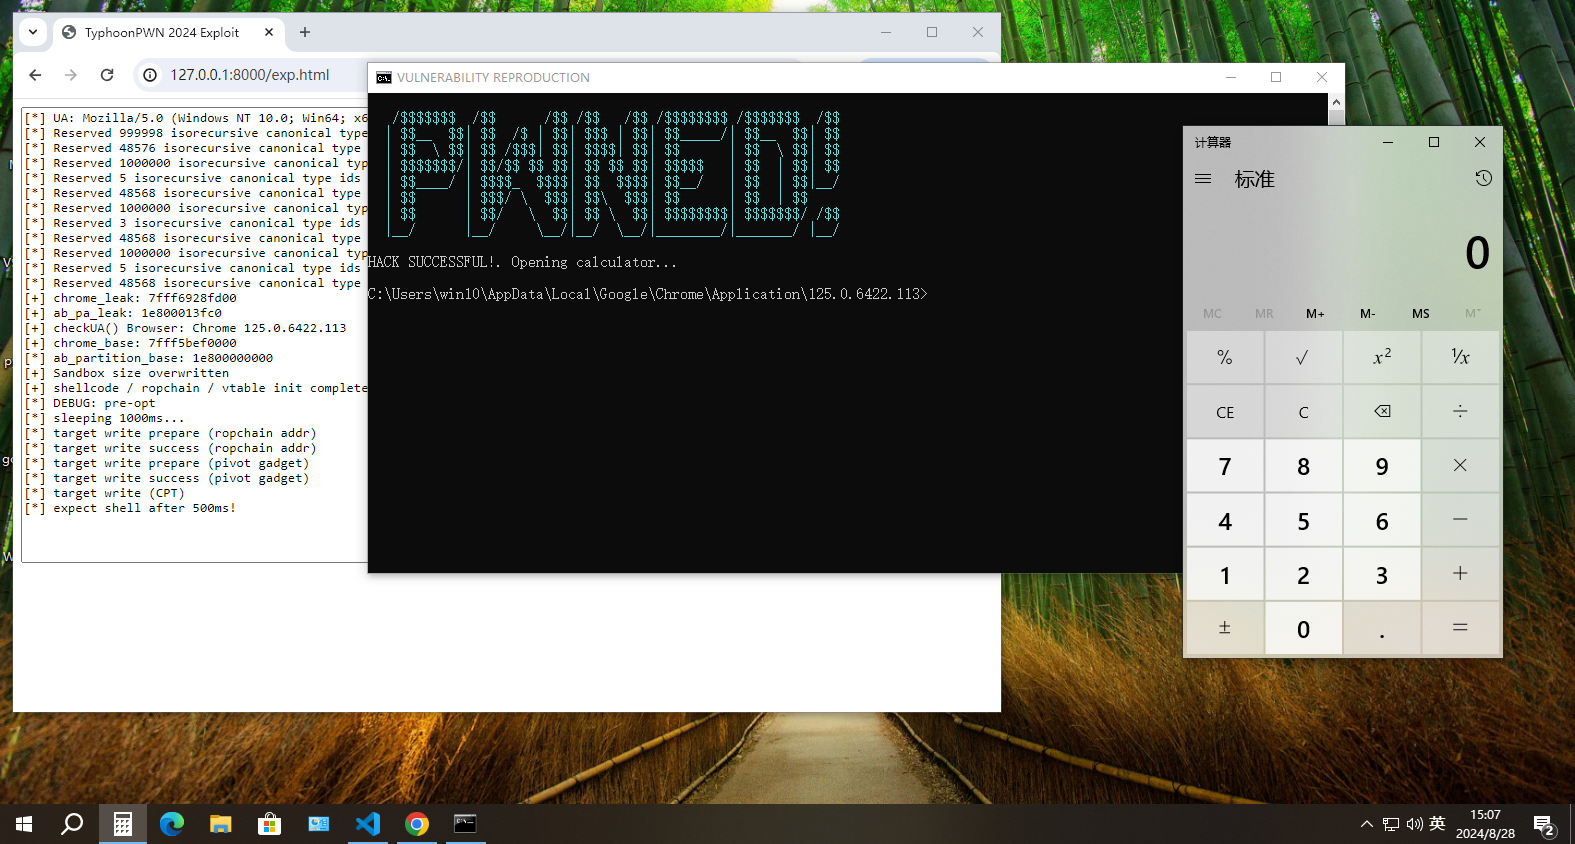 TyphoonPWN 2024 Exploit
127.0.0.1:8000/exp.html
[*] UA: Mozilla/5.0 (Windows NT 10.0; Win64; x6
[*] Reserved 999998 isorecursive canonical type
[*] Reserved 48576 isorecursive canonical type
[*] Reserved 1000000 isorecursive canonical typ
[*] Reserved 5 isorecursive canonical type ids
[*] Reserved 48568 isorecursive canonical type
[*] Reserved 1000000 isorecursive canonical typ
[*] Reserved 3 isorecursive canonical type ids
[*] Reserved 48568 isorecursive canonical type
[*] Reserved 1000000 isorecursive canonical typ
[*] Reserved 5 isorecursive canonical type ids
[*] Reserved 48568 isorecursive canonical type
[+] chrome_leak: 7fff6928fd00
[+] ab_pa_leak: 1e800013fc0
[+] checkUA() Browser: Chrome 125.0.6422.113
[+] chrome_base: 7fff5bef0000
[*] ab_partition_base: 1e800000000
[+] Sandbox size overwritten
[+] shellcode / ropchain / vtable init complete
[*] DEBUG: pre-opt
[*] sleeping 1000ms...
[*] target write prepare (ropchain addr)
[*] target write success (ropchain addr)
[*] target write prepare (pivot gadget)
[*] target write success (pivot gadget)
[*] target write (CPT)
[*] expect shell after 500ms!
VULNERABILITY REPRODUCTION
PWNED!
HACK SUCCESSFUL!. Opening calculator...
C:\Users\win10\AppData\Local\Google\Chrome\Application\125.0.6422.113>
计算器
标准
0
MC MR M+ M- MS M˅
% √ x² ¹/x
CE C ÷
7 8 9 ×
4 5 6 −
1 2 3 +
± 0 . =
英
15:07
2024/8/28
2